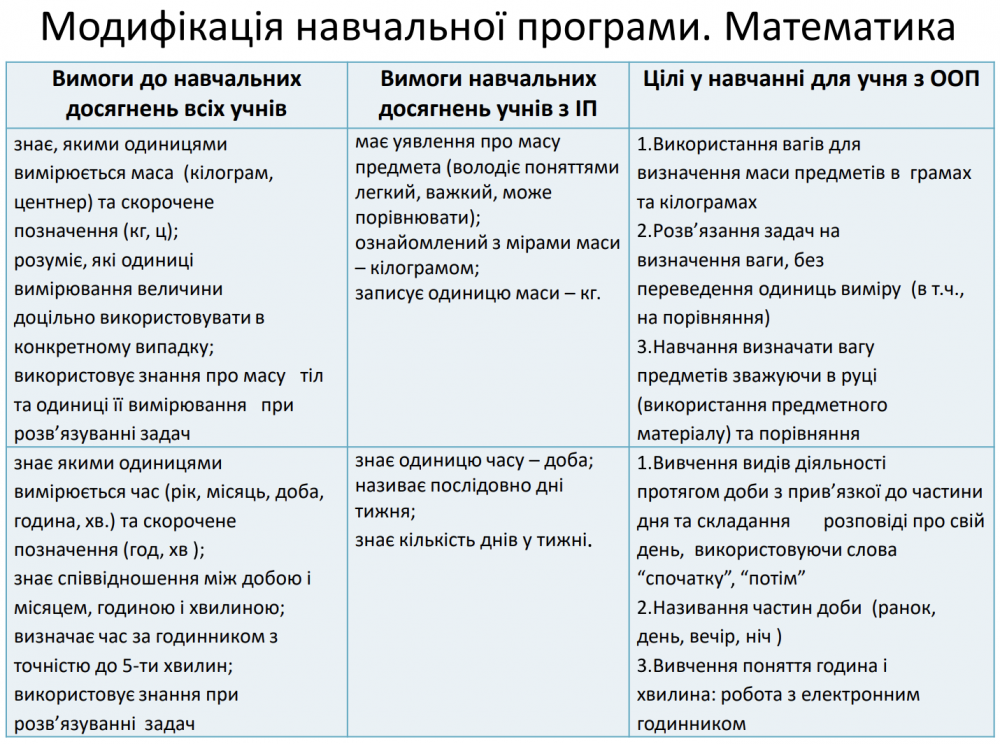 Модифікація навчальної програми. Математика
Вимоги до навчальних
досягнень всіх учнів
Вимоги навчальних
досягнень учнів з ІП
Цілі у навчанні для учня з ООП
знає, якими одиницями
вимірюється маса (кілограм,
центнер) та скорочене
позначення (кг, ц);
розуміє, які одиниці
вимірювання величини
доцільно використовувати в
конкретному випадку;
використовує знання про масу тіл
та одиниці її вимірювання при
розв’язуванні задач
має уявлення про масу
предмета (володіє поняттями
легкий, важкий, може
порівнювати);
ознайомлений з мірами маси
– кілограмом;
записує одиницю маси – кг.
1.Використання вагів для
визначення маси предметів в грамах
та кілограмах
2.Розв’язання задач на
визначення ваги, без
переведення одиниць виміру (в т.ч.,
на порівняння)
3.Навчання визначати вагу
предметів зважуючи в руці
(використання предметного
матеріалу) та порівняння
знає якими одиницями
вимірюється час (рік, місяць, доба,
година, хв.) та скорочене
позначення (год, хв );
знає співвідношення між добою і
місяцем, годиною і хвилиною;
визначає час за годинником з
точністю до 5-ти хвилин;
використовує знання при
розв’язуванні задач
знає одиницю часу – доба;
називає послідовно дні
тижня;
знає кількість днів у тижні.
1.Вивчення видів діяльності
протягом доби з прив’язкої до частини
дня та складання розповіді про свій
день, використовуючи слова
“спочатку”, “потім”
2.Називання частин доби (ранок,
день, вечір, ніч )
3.Вивчення поняття година і
хвилина: робота з електронним
годинником